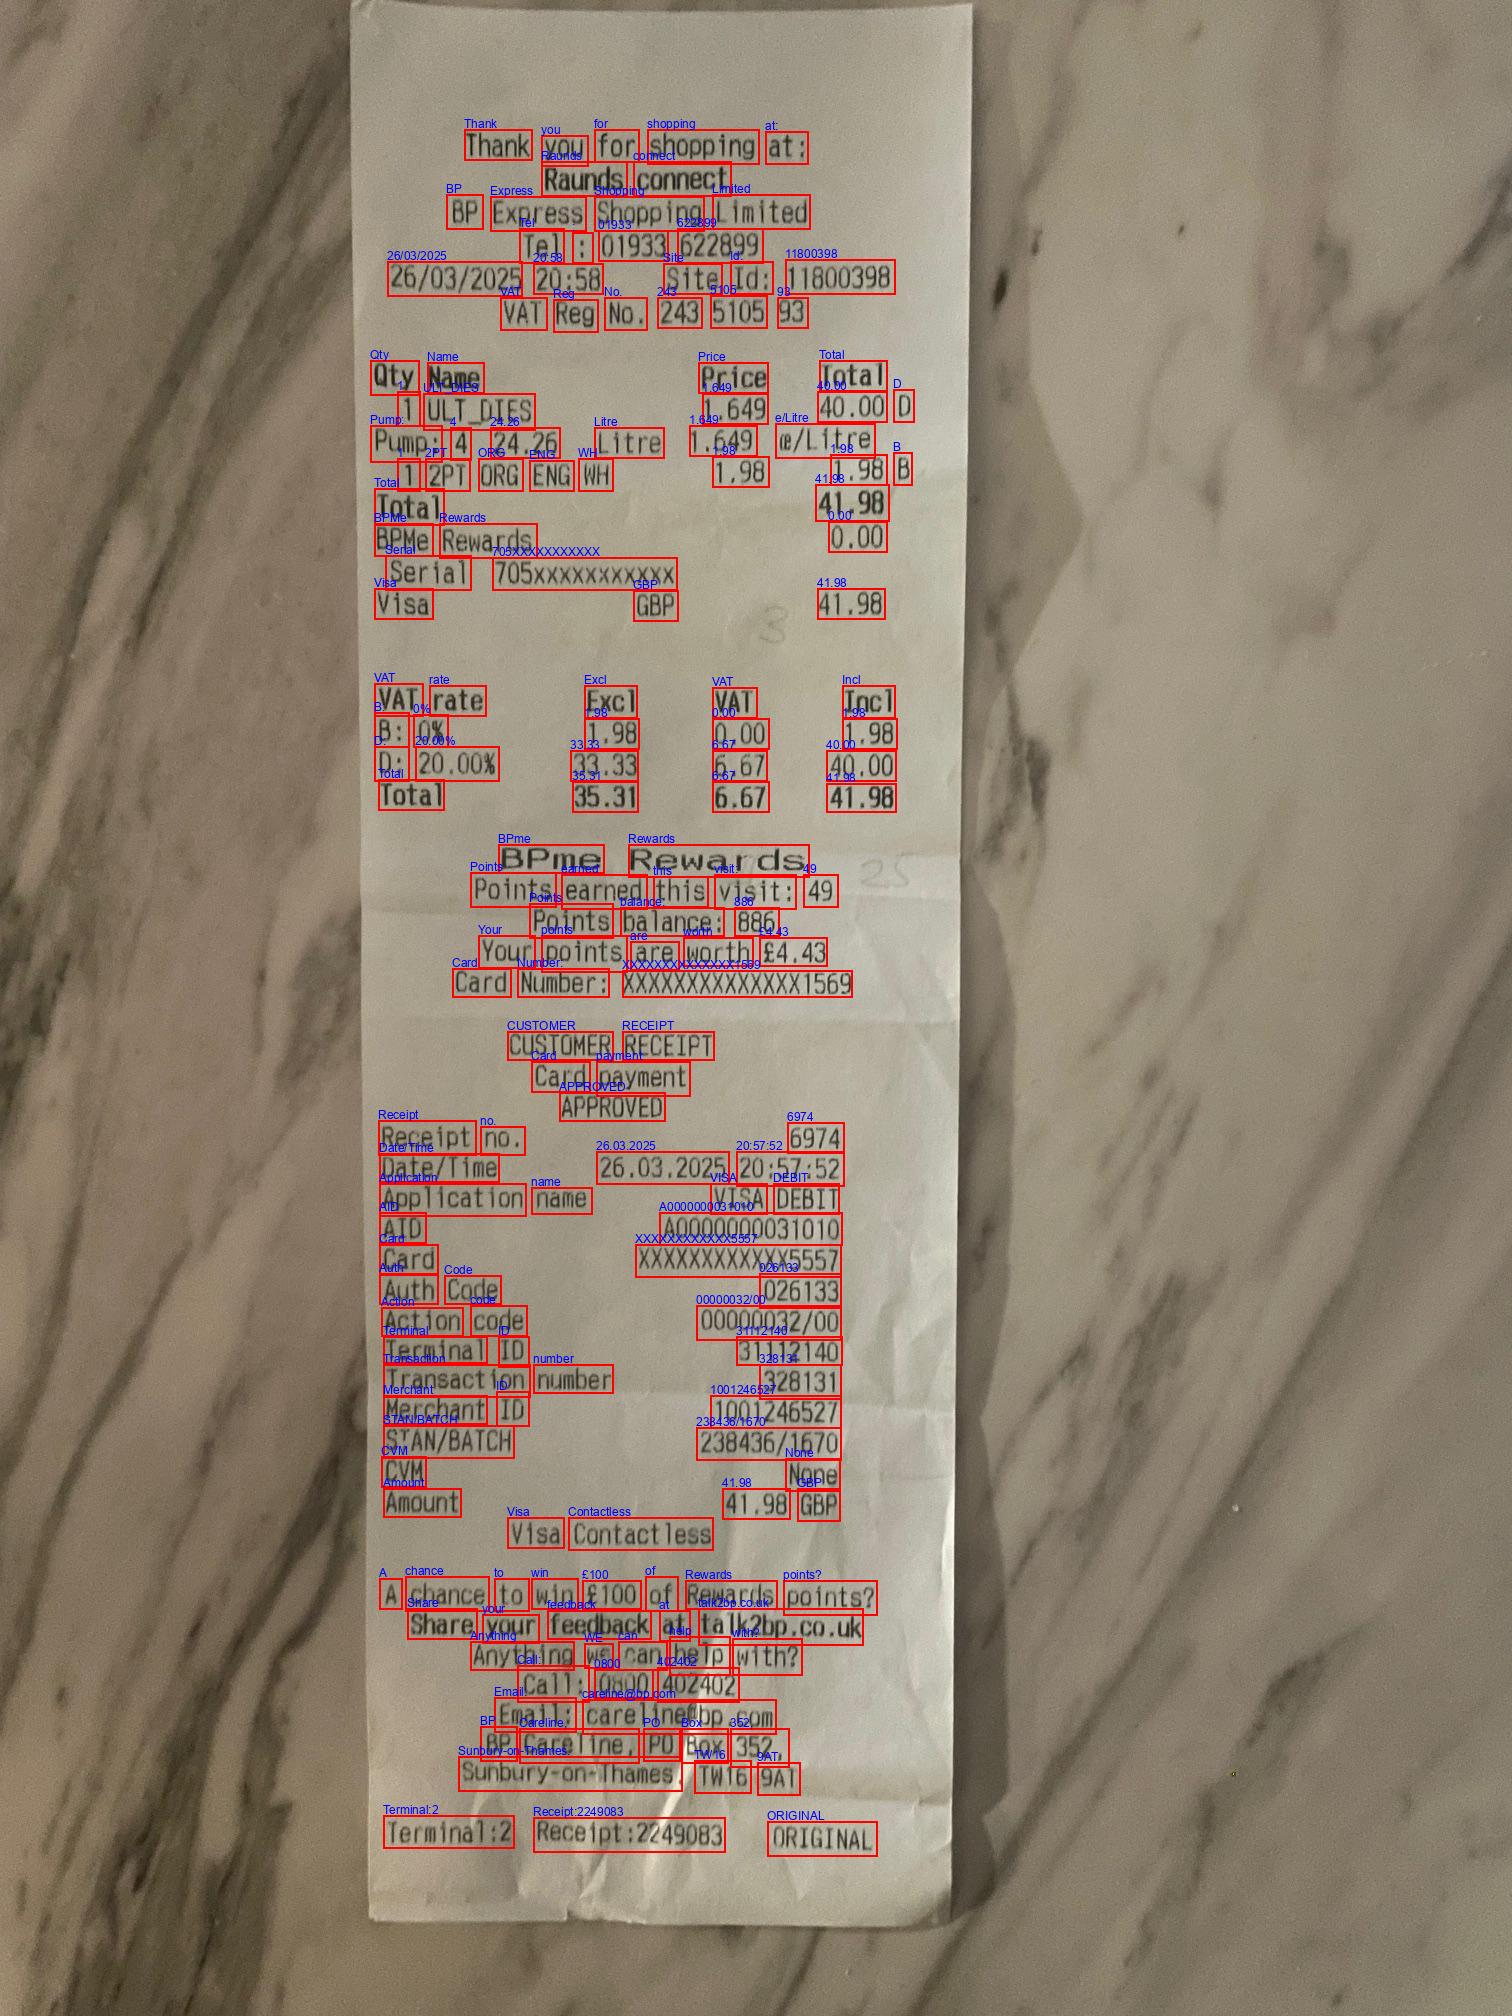 Thank you for shopping at:
Raunds connect
BP Express Shopping Limited
Tel : 01933 622899
26/03/2025 20:58 Site Id: 11800398
VAT Reg No. 243 5105 93
Qty Name Price Total
1 ULT_DIES 1.649 40.00 D
Pump: 4 24.26 Litre 1.649 @/Litre
1 2PT ORG ENG WH 1.98 1.98 B
Total 41.98
BPMe Rewards 0.00
Serial 705xxxxxxxxxxx
Visa GBP 41.98
3
VAT rate Excl VAT Incl
B: 0% 1.98 0.00 1.98
D: 20.00% 33.33 6.67 40.00
Total 35.31 6.67 41.98
BPme Rewards
25
Points earned this visit: 49
Points balance: 886
Your points are worth £4.43
Card Number: XXXXXXXXXXXXXX1569
CUSTOMER RECEIPT
Card payment
APPROVED
Receipt no. 6974
Date/Time 26.03.2025 20:57:52
Application name VISA DEBIT
AID A0000000031010
Card XXXXXXXXXXXX5557
Auth Code 026133
Action code 00000032/00
Terminal ID 31112140
Transaction number 328131
Merchant ID 1001246527
STAN/BATCH 238436/1670
CVM None
Amount 41.98 GBP
Visa Contactless
A chance to win £100 of Rewards points?
Share your feedback at talk2bp.co.uk
Anything we can help with?
Call: 0800 402402
Email: careline@bp.com
BP Careline, PO Box 352,
Sunbury-on-Thames, TW16 9AT
Terminal:2 Receipt:2249083 ORIGINAL